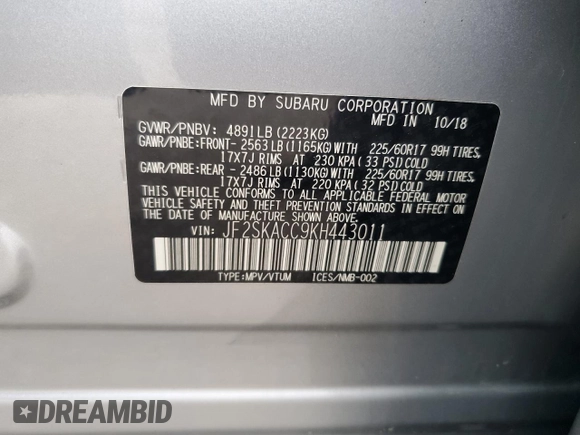 MFD BY SUBARU CORPORATION
MFD IN 10/18
GVWR/PNBV: 4891LB (2223KG)
GAWR/PNBE:FRONT- 2563LB (1165KG)WITH 225/60R17 99H TIRES,
17X7J RIMS AT 230 KPA ( 33 PSI)COLD
GAWR/PNBE:REAR - 2486LB (1130KG)WITH 225/60R17 99H TIRES,
17X7J RIMS AT 220 KPA ( 32 PSI)COLD
THIS VEHICLE CONFORMS TO ALL APPLICABLE FEDERAL MOTOR
VEHICLE SAFETY AND THEFT PREVENTION STANDARDS IN EFFECT
ON THE DATE OF MANUFACTURE SHOWN ABOVE.
VIN: JF2SKACC9KH443011
TYPE:MPV/VTUM ICES/NMB-002
DREAMBID